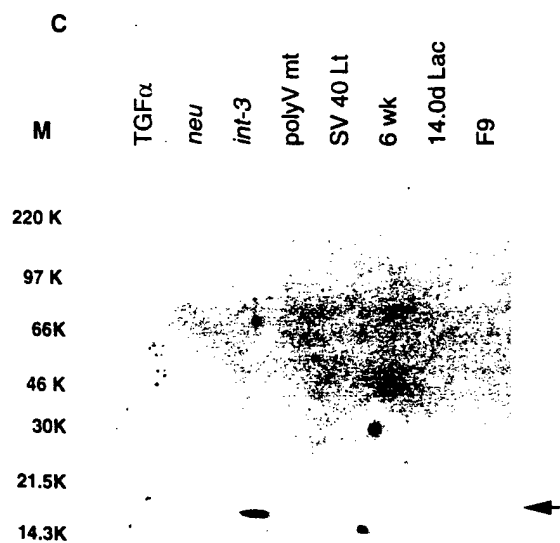 C
M
TGFα
neu
int-3
polyV mt
SV 40 Lt
6 wk
14.0d Lac
F9
220 K
97 K
66K
46 K
30K
21.5K
14.3K